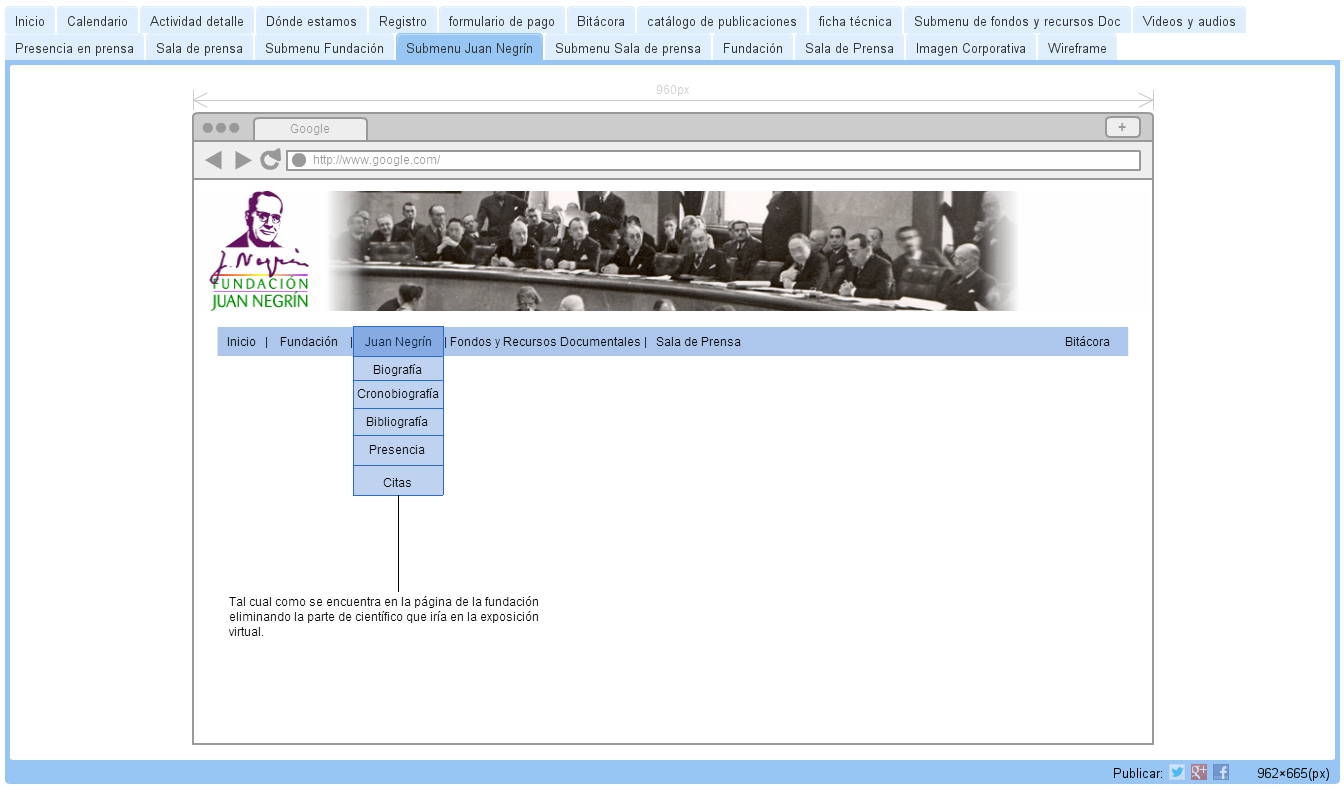 Inicio Calendario Actividad detalle Dónde estamos Registro formulario de pago Bitácora catálogo de publicaciones ficha técnica Submenu de fondos y recursos Doc Videos y audios
Presencia en prensa Sala de prensa Submenu Fundación Submenu Juan Negrín Submenu Sala de prensa Fundación Sala de Prensa Imagen Corporativa Wireframe
960px
Google +
http://www.google.com/
J. Negrín
FUNDACIÓN
JUAN NEGRÍN
Inicio | Fundación | Juan Negrín | Fondos y Recursos Documentales | Sala de Prensa Bitácora
Biografía
Cronobiografía
Bibliografía
Presencia
Citas
Tal cual como se encuentra en la página de la fundación
eliminando la parte de científico que iría en la exposición
virtual.
Publicar: 962×665(px)